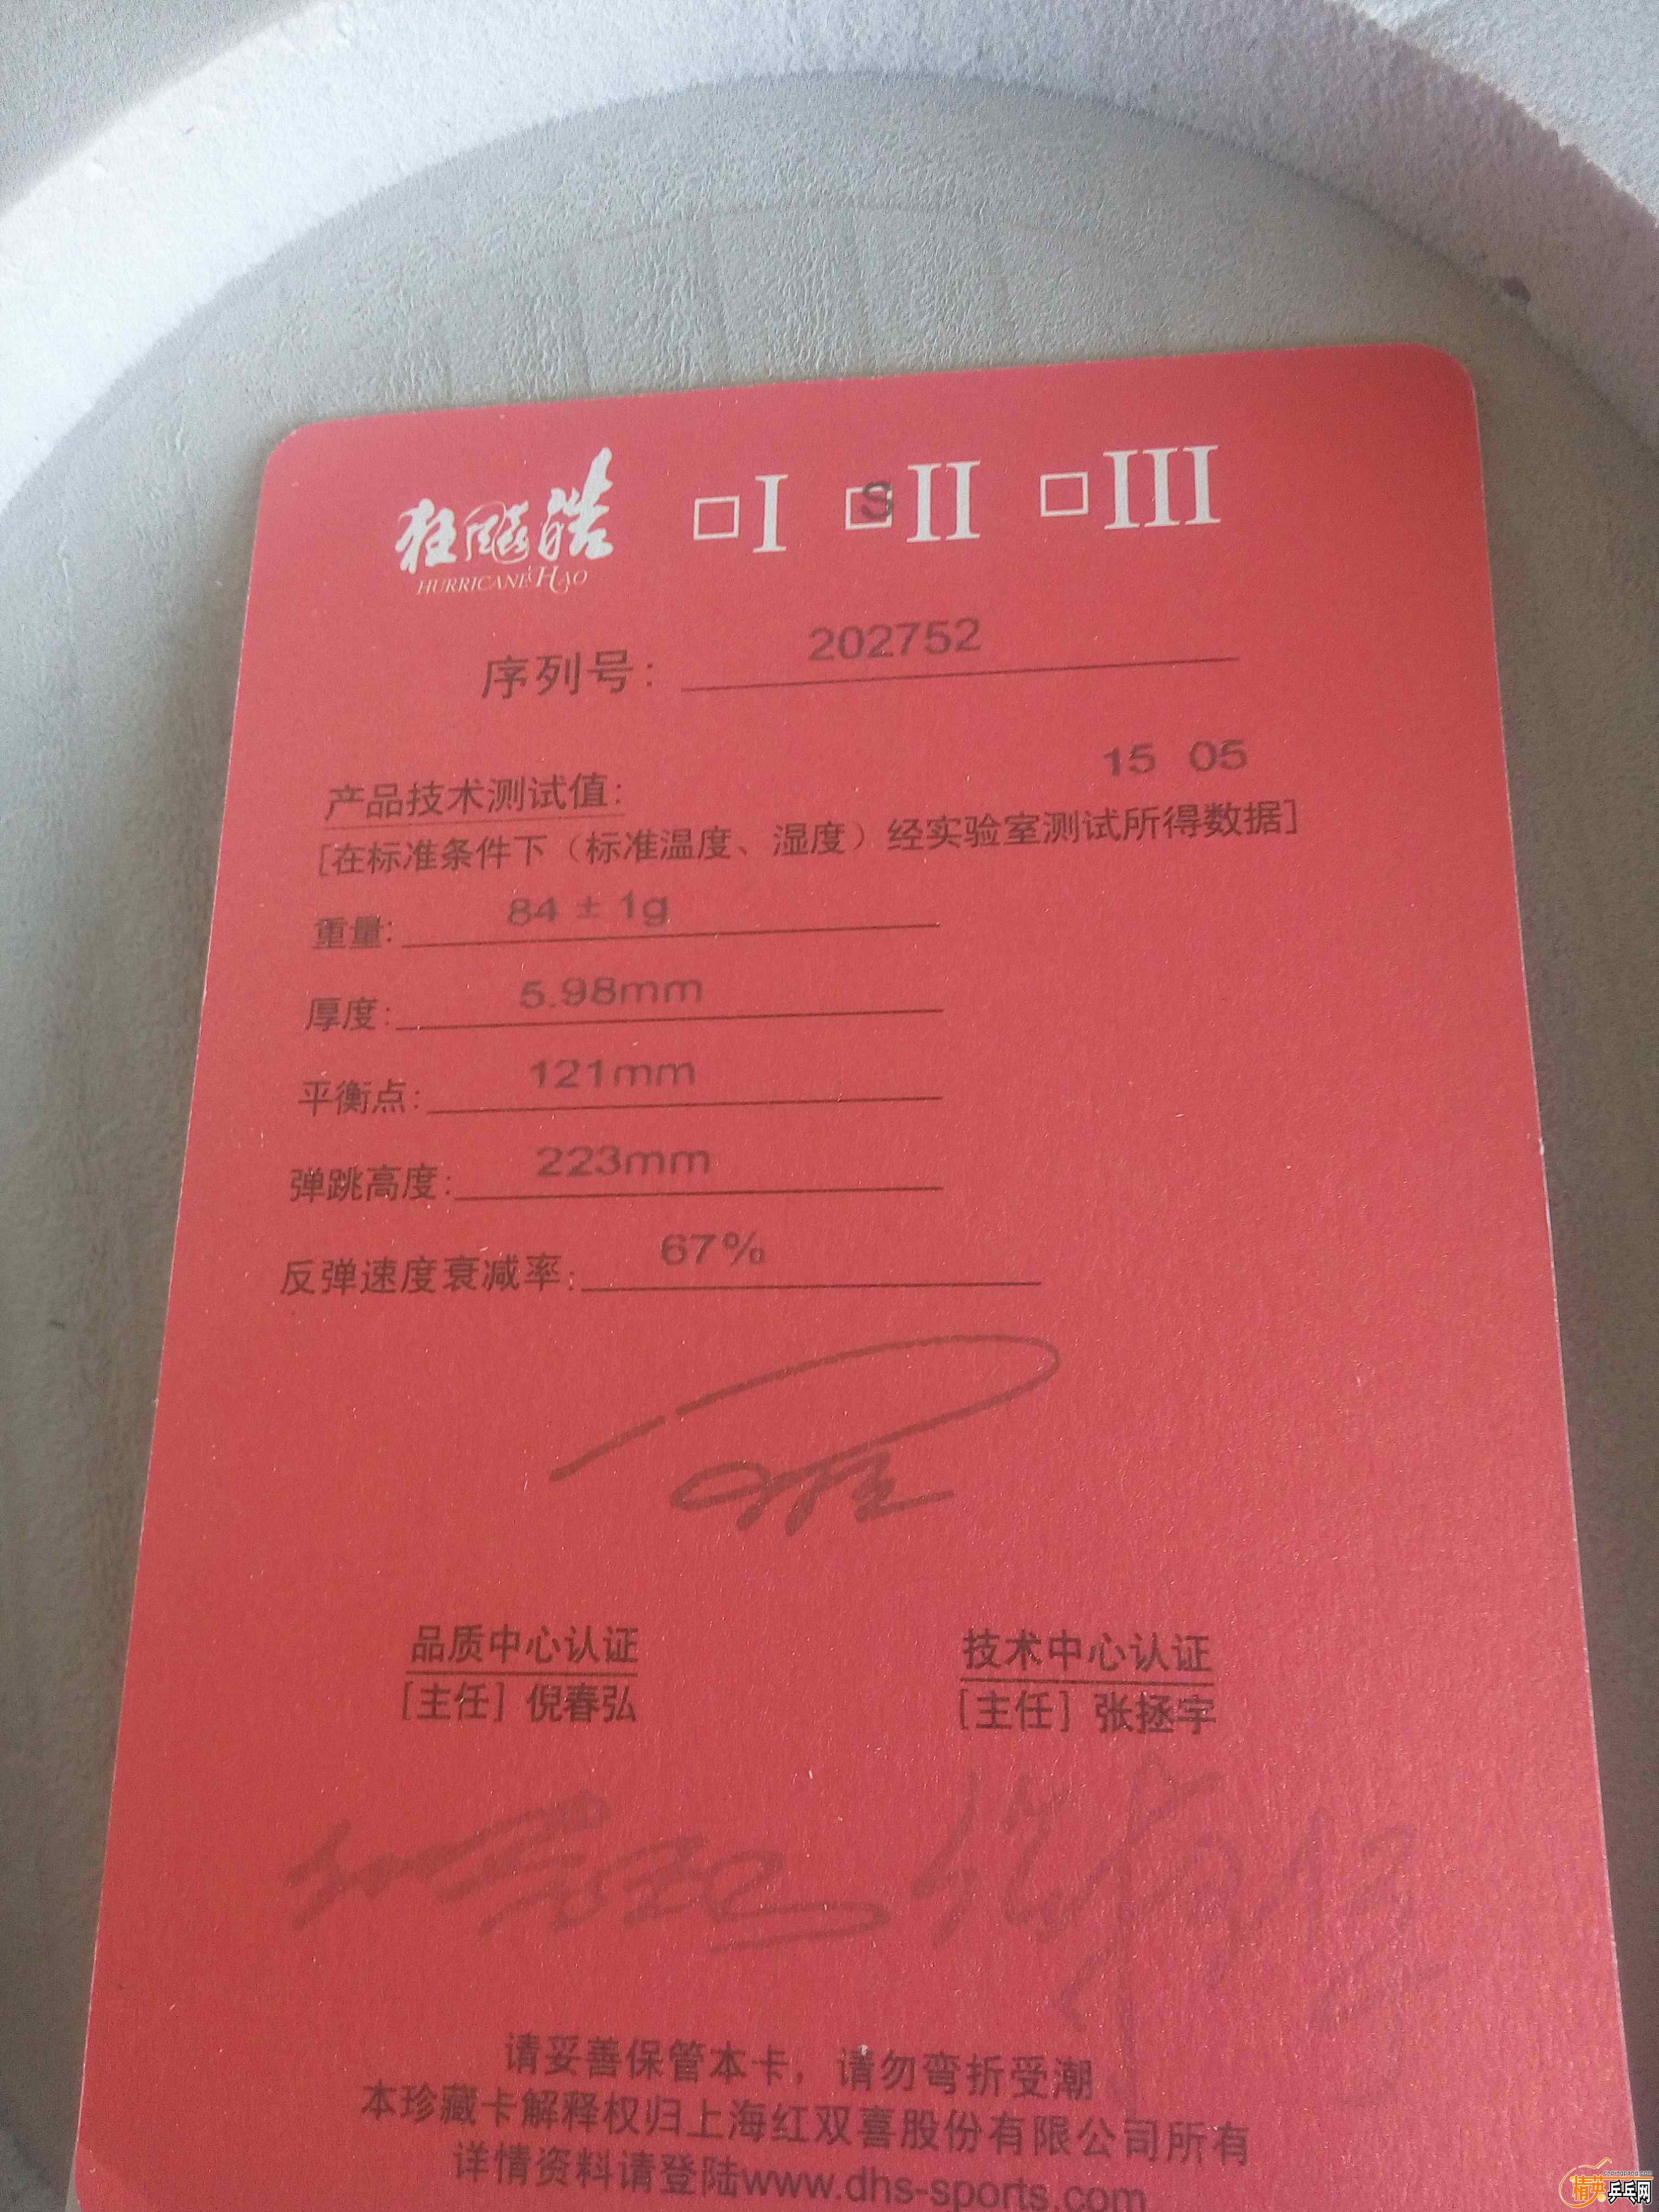 狂飚皓 □I □S II □III
HURRICANE HAO
序列号: 202752
15 05
产品技术测试值:
[在标准条件下（标准温度、湿度）经实验室测试所得数据]
重量: 84 ± 1g
厚度: 5.98mm
平衡点: 121mm
弹跳高度: 223mm
反弹速度衰减率: 67%
品质中心认证 技术中心认证
[主任] 倪春弘 [主任] 张拯宇
请妥善保管本卡，请勿弯折受潮
本珍藏卡解释权归上海红双喜股份有限公司所有
详情资料请登陆www.dhs-sports.com
精英乒乓网